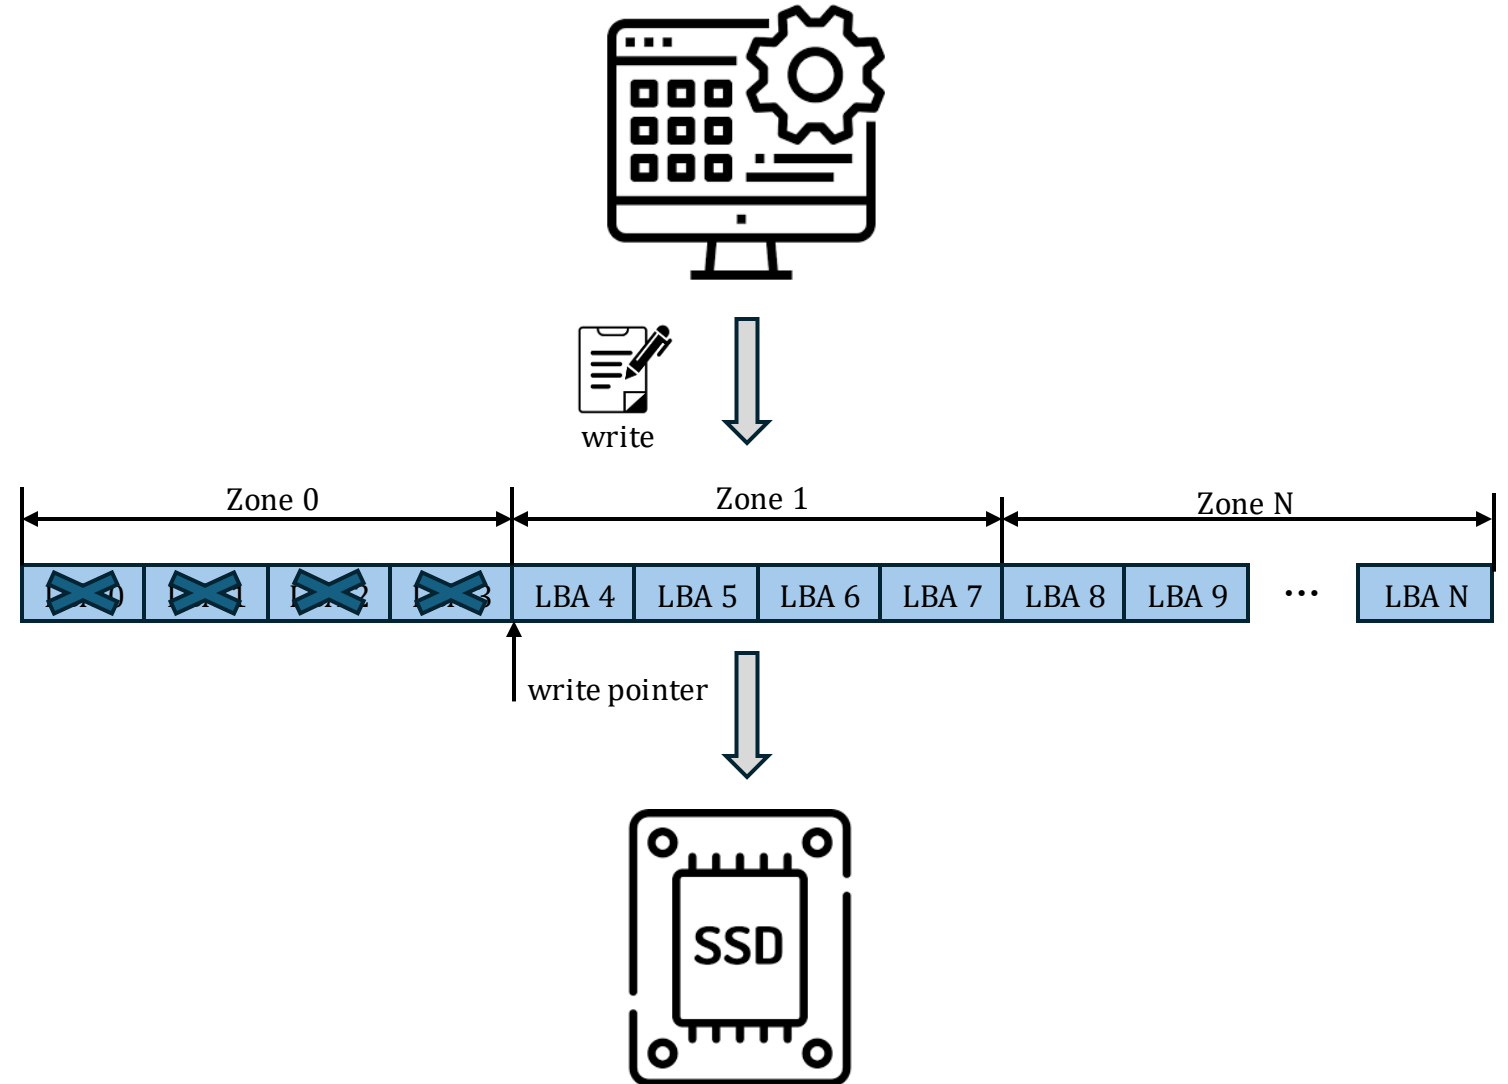 write
Zone 0
Zone 1
Zone N
LBA 4
LBA 5
LBA 6
LBA 7
LBA 8
LBA 9
...
LBA N
write pointer
SSD